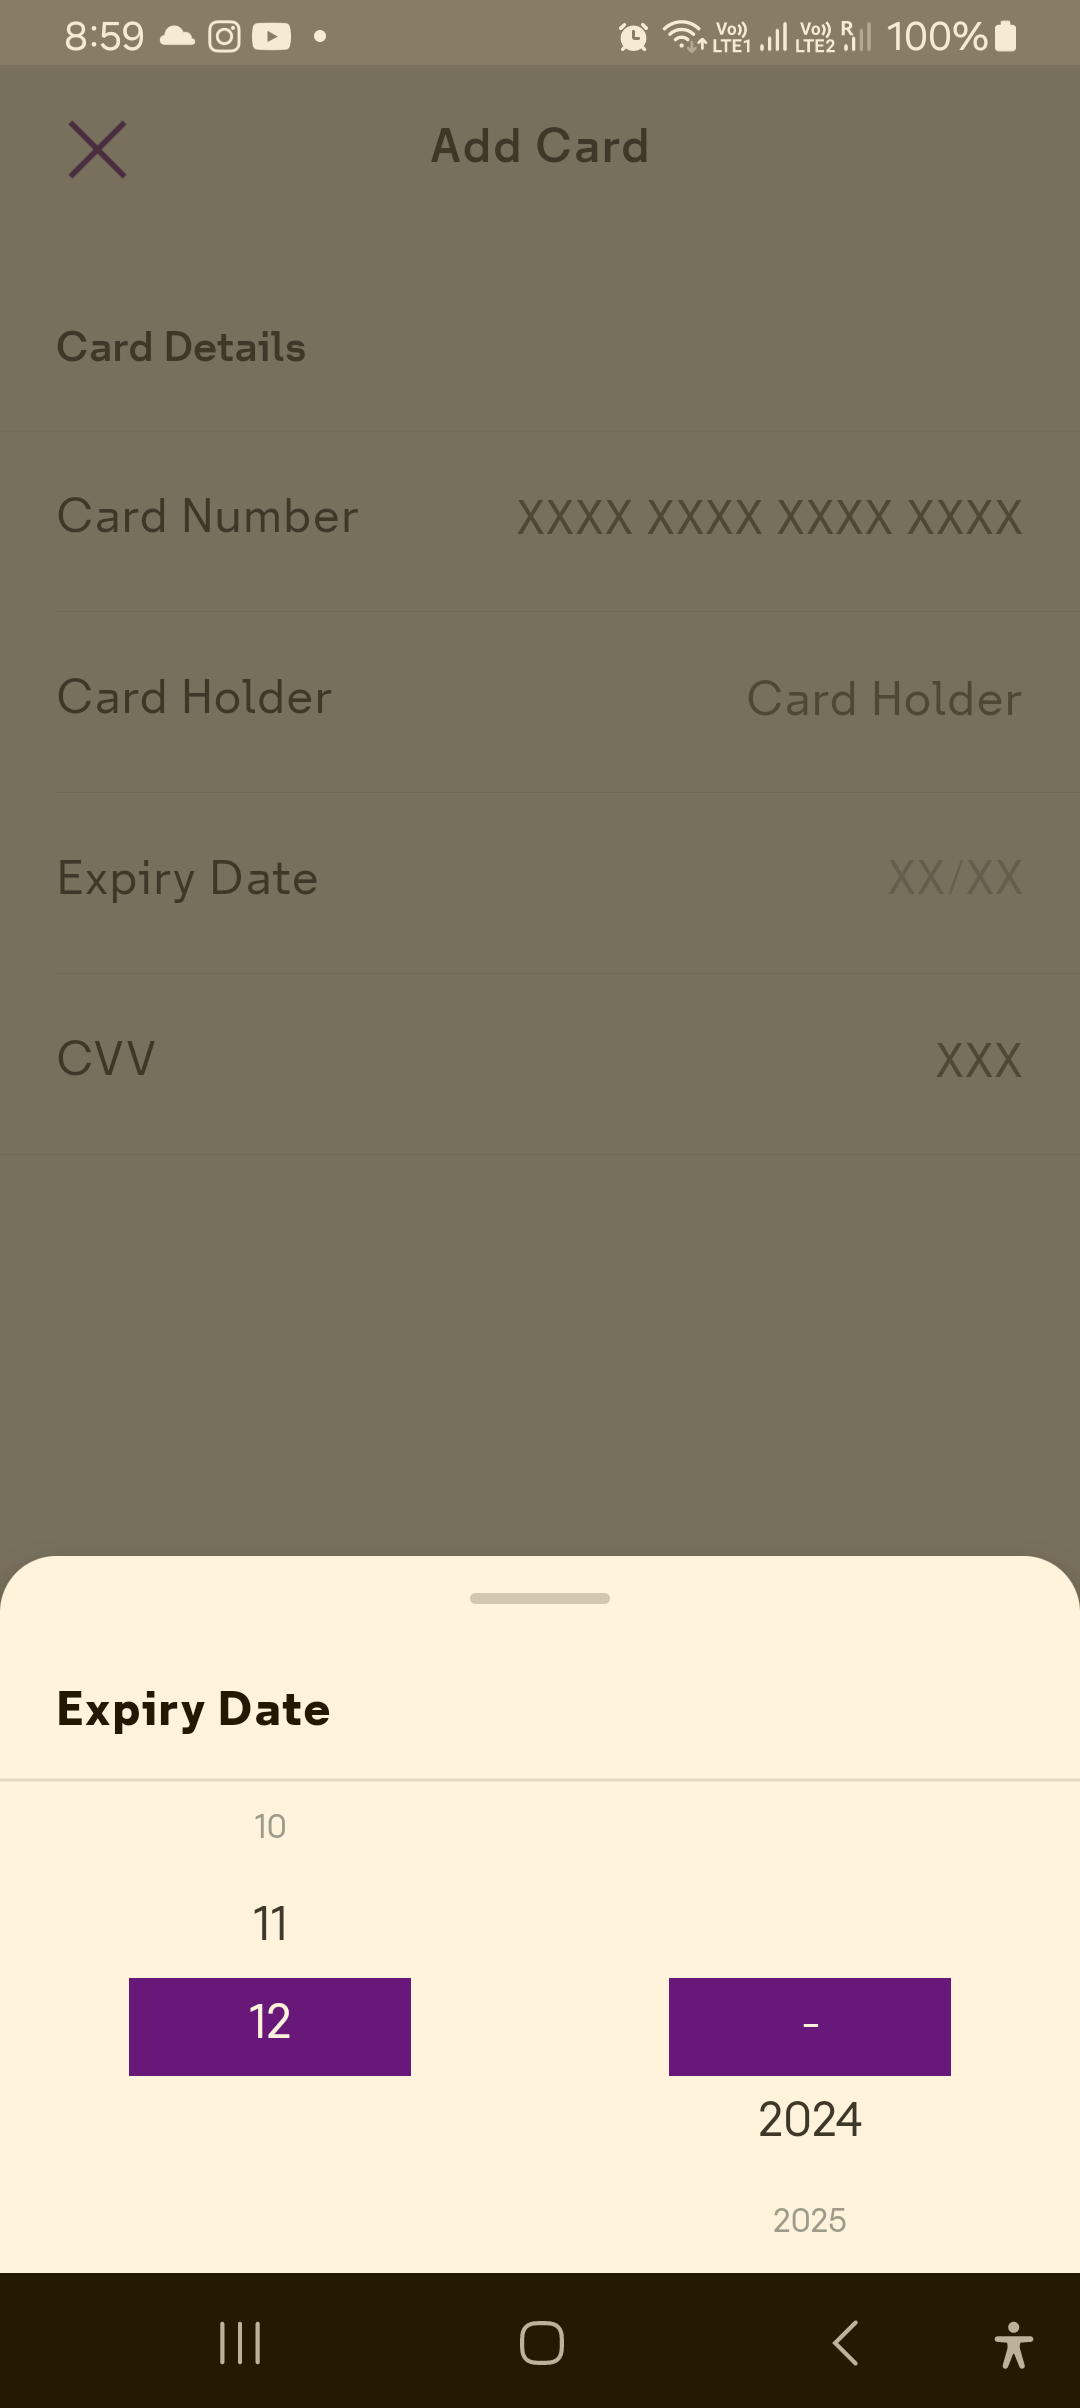 8:59 Vo)) LTE1 Vo)) LTE2 R 100%
Add Card
Card Details
Card Number XXXX XXXX XXXX XXXX
Card Holder Card Holder
Expiry Date XX/XX
CVV XXX
Expiry Date
10
11
12 -
2024
2025